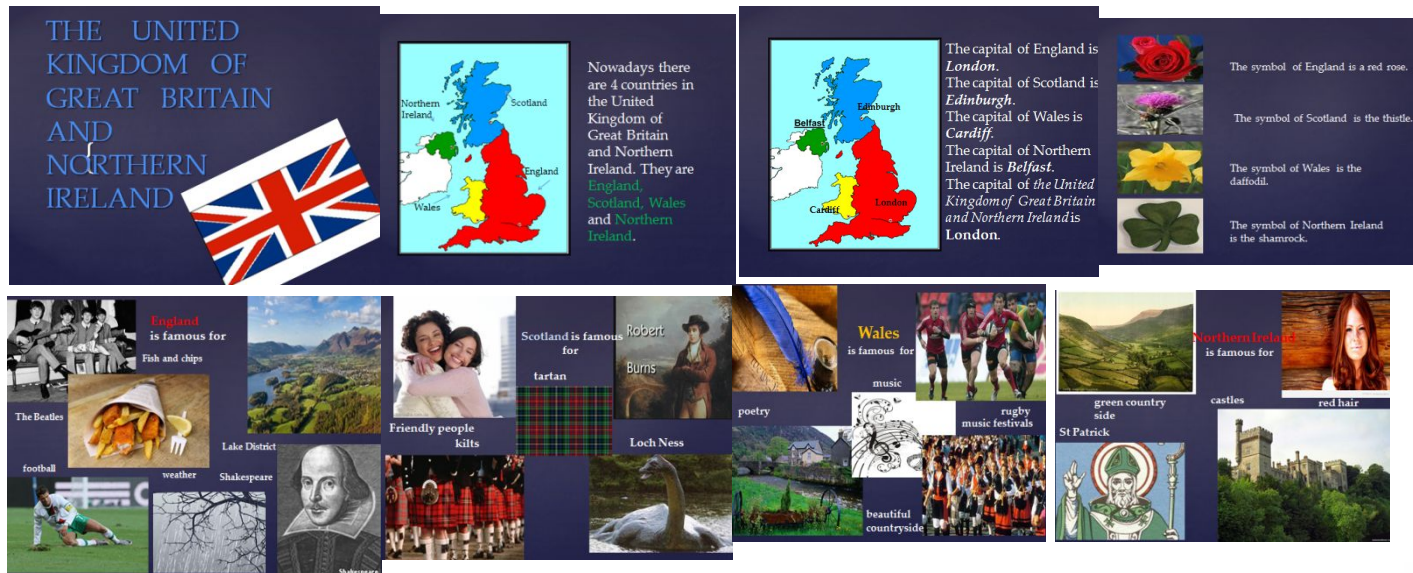 THE UNITED
KINGDOM OF
GREAT BRITAIN
AND
NORTHERN
IRELAND
Northern
Ireland
Scotland
England
Wales
Nowadays there
are 4 countries in
the United
Kingdom of
Great Britain
and Northern
Ireland. They are
England,
Scotland, Wales
and Northern
Ireland.
Edinburgh
Belfast
Cardiff
London
The capital of England is
London.
The capital of Scotland is
Edinburgh.
The capital of Wales is
Cardiff.
The capital of Northern
Ireland is Belfast.
The capital of the United
Kingdomof Great Britain
and Northern Ireland is
London.
The symbol of England is a red rose.
The symbol of Scotland is the thistle.
The symbol of Wales is the
daffodil.
The symbol of Northern Ireland
is the shamrock.
England
is famous for
Fish and chips
The Beatles
Lake District
football
weather
Shakespeare
Shakespeare
Scotland is famous
for
tartan
Robert
Burns
Friendly people
kilts
Loch Ness
Wales
is famous for
music
poetry
rugby
music festivals
beautiful
countryside
Northern Ireland
is famous for
green country
side
castles
red hair
St Patrick